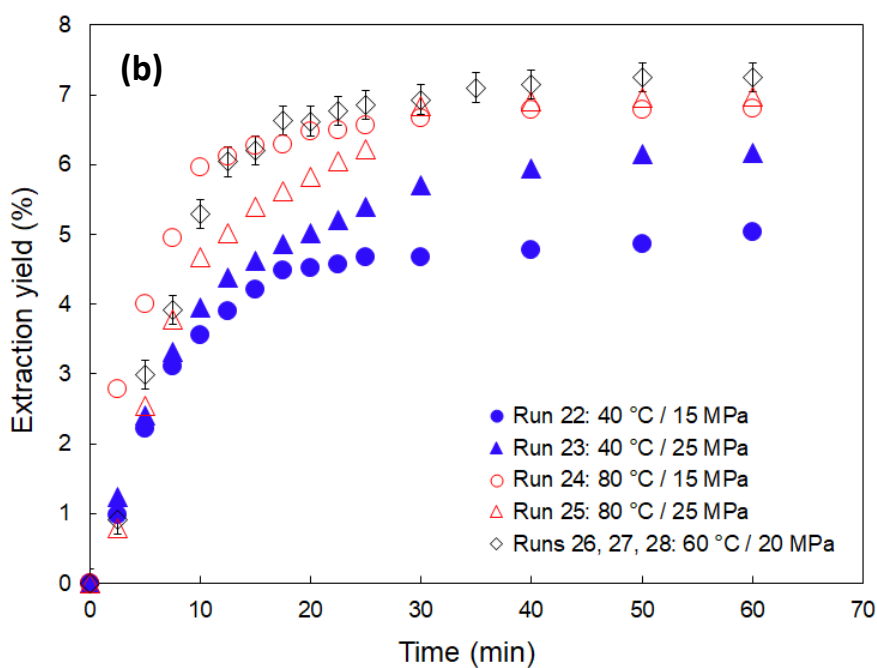 (b)
Extraction yield (%)
8
7
6
5
4
3
2
1
0
Run 22: 40 °C / 15 MPa
Run 23: 40 °C / 25 MPa
Run 24: 80 °C / 15 MPa
Run 25: 80 °C / 25 MPa
Runs 26, 27, 28: 60 °C / 20 MPa
0 10 20 30 40 50 60 70
Time (min)